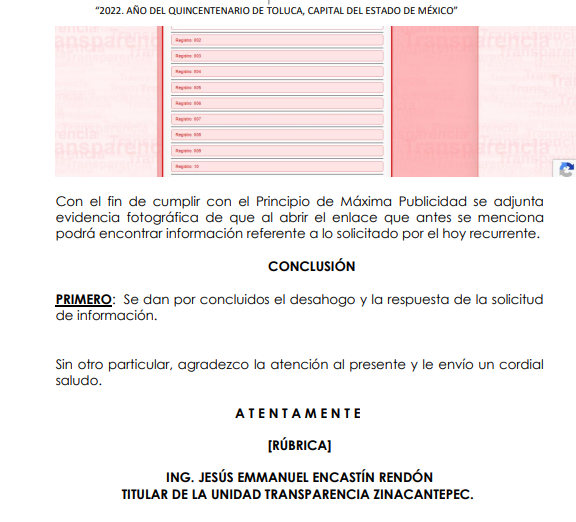 “2022. AÑO DEL QUINCENTENARIO DE TOLUCA, CAPITAL DEL ESTADO DE MÉXICO”
Transparencia
Registro: 002
Registro: 003
Registro: 004
Registro: 005
Registro: 006
Registro: 007
Registro: 008
Registro: 009
Registro: 10
Con el fin de cumplir con el Principio de Máxima Publicidad se adjunta
evidencia fotográfica de que al abrir el enlace que antes se menciona
podrá encontrar información referente a lo solicitado por el hoy recurrente.
CONCLUSIÓN
PRIMERO: Se dan por concluidos el desahogo y la respuesta de la solicitud
de información.
Sin otro particular, agradezco la atención al presente y le envío un cordial
saludo.
A T E N T A M E N T E
[RÚBRICA]
ING. JESÚS EMMANUEL ENCASTÍN RENDÓN
TITULAR DE LA UNIDAD TRANSPARENCIA ZINACANTEPEC.